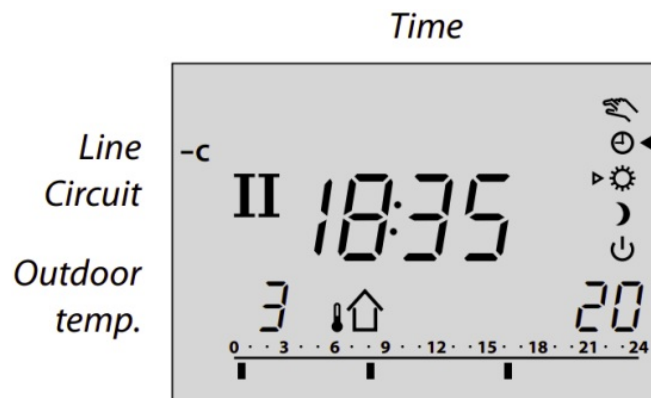 Time
Line
Circuit
Outdoor
temp.
–C
II
18:35
3
20
0 · · 3 · · 6 · · 9 · · 12 · · 15 · · 18 · · 21 · · 24